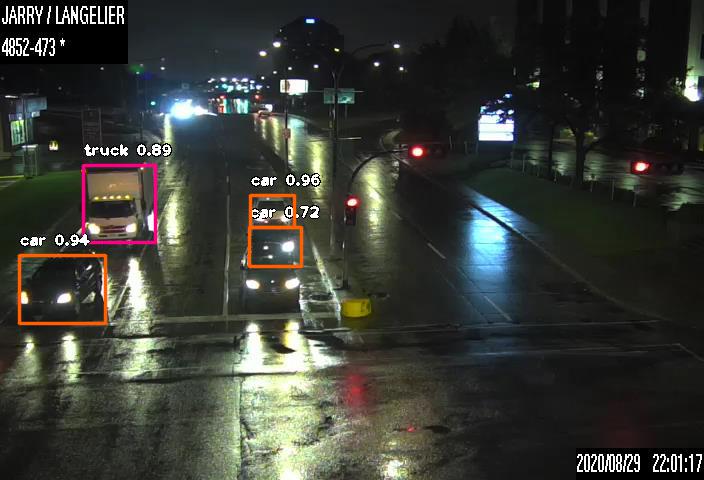 JARRY / LANGELIER
4852-473 *
truck 0.89
car 0.96
car 0.72
car 0.94
2020/08/29 22:01:17